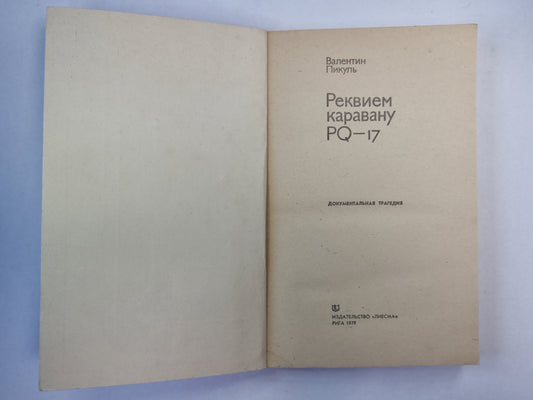 Валентин
Пикуль
Реквием
каравану
PQ—17
ДОКУМЕНТАЛЬНАЯ ТРАГЕДИЯ
ИЗДАТЕЛЬСТВО «ЛИЕСМА»
РИГА 1979